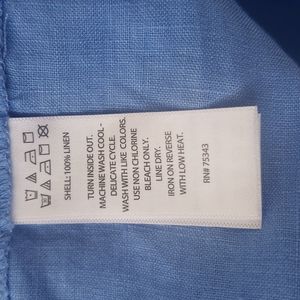 SHELL: 100% LINEN
TURN INSIDE OUT.
MACHINE WASH COOL -
DELICATE CYCLE.
WASH WITH LIKE COLORS.
USE NON CHLORINE
BLEACH ONLY.
LINE DRY.
IRON ON REVERSE
WITH LOW HEAT.
RN# 75343